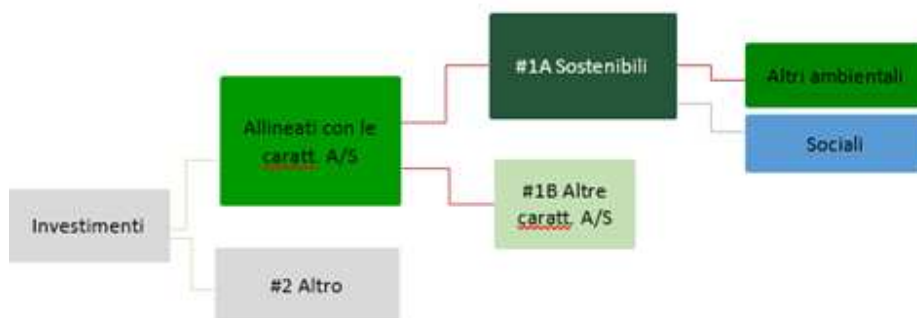 #1A Sostenibili
Altri ambientali
Allineati con le
caratt. A/S
Sociali
#1B Altre
caratt. A/S
Investimenti
#2 Altro